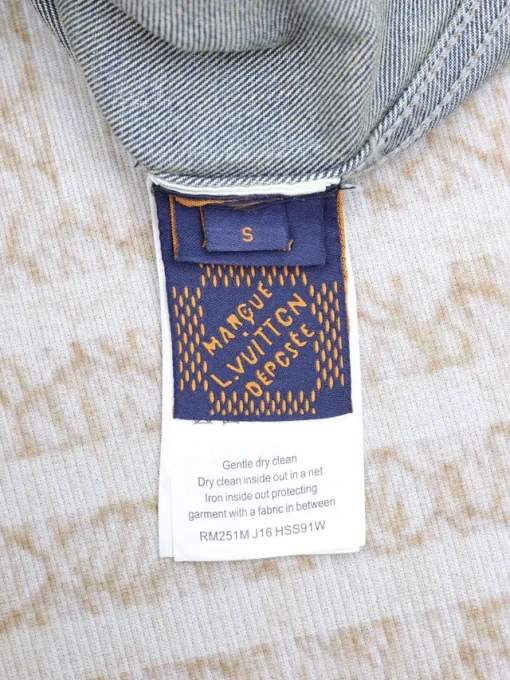 S
MARQUE
L.VUITTON
DÉPOSÉE
Gentle dry clean
Dry clean inside out in a net
Iron inside out protecting
garment with a fabric in between
RM251M J16 HSS91W